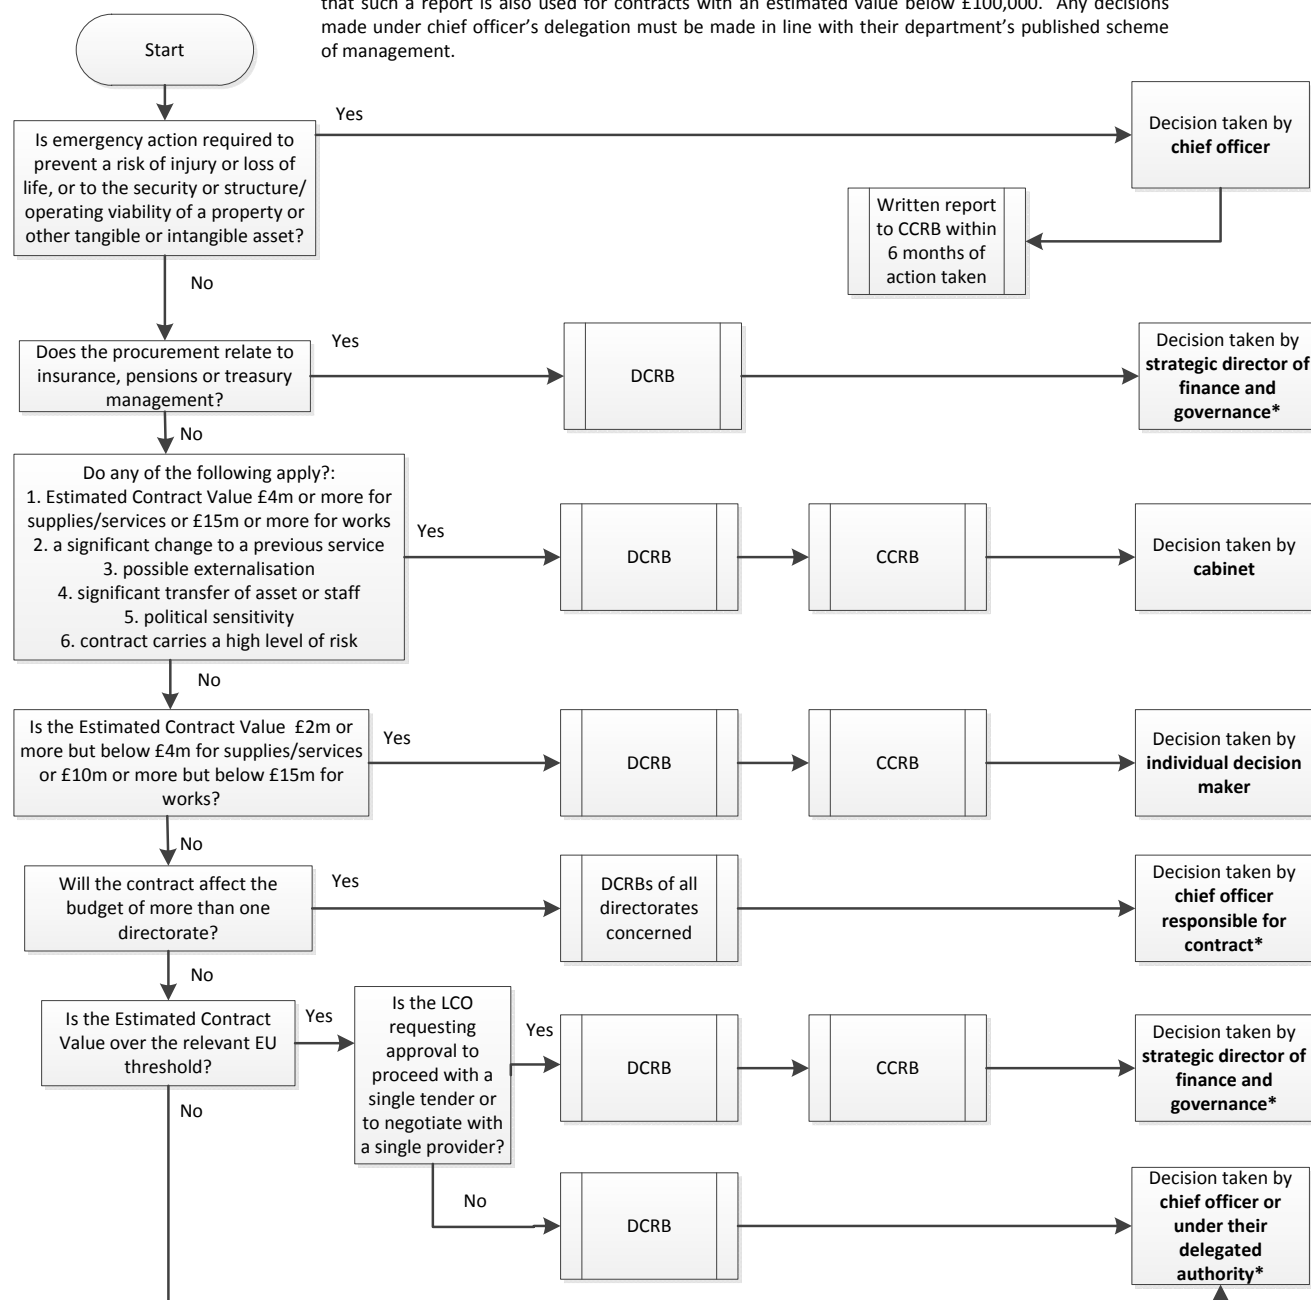 that such a report is also used for contracts with an estimated value below £100,000. Any decisions
made under chief officer's delegation must be made in line with their department's published scheme
of management.
Start
Yes
Is emergency action required to
prevent a risk of injury or loss of
life, or to the security or structure/
operating viability of a property or
other tangible or intangible asset?
Decision taken by
chief officer
Written report
to CCRB within
6 months of
action taken
No
Does the procurement relate to
insurance, pensions or treasury
management?
Yes
DCRB
Decision taken by
strategic director of
finance and
governance*
No
Do any of the following apply?:
1. Estimated Contract Value £4m or more for
supplies/services or £15m or more for works
2. a significant change to a previous service
3. possible externalisation
4. significant transfer of asset or staff
5. political sensitivity
6. contract carries a high level of risk
Yes
DCRB
CCRB
Decision taken by
cabinet
No
Is the Estimated Contract Value £2m or
more but below £4m for supplies/services
or £10m or more but below £15m for
works?
Yes
DCRB
CCRB
Decision taken by
individual decision
maker
No
Will the contract affect the
budget of more than one
directorate?
Yes
DCRBs of all
directorates
concerned
Decision taken by
chief officer
responsible for
contract*
No
Is the Estimated Contract
Value over the relevant EU
threshold?
Yes
Is the LCO
requesting
approval to
proceed with a
single tender or
to negotiate with
a single provider?
Yes
DCRB
CCRB
Decision taken by
strategic director of
finance and
governance*
No
No
DCRB
Decision taken by
chief officer or
under their
delegated
authority*